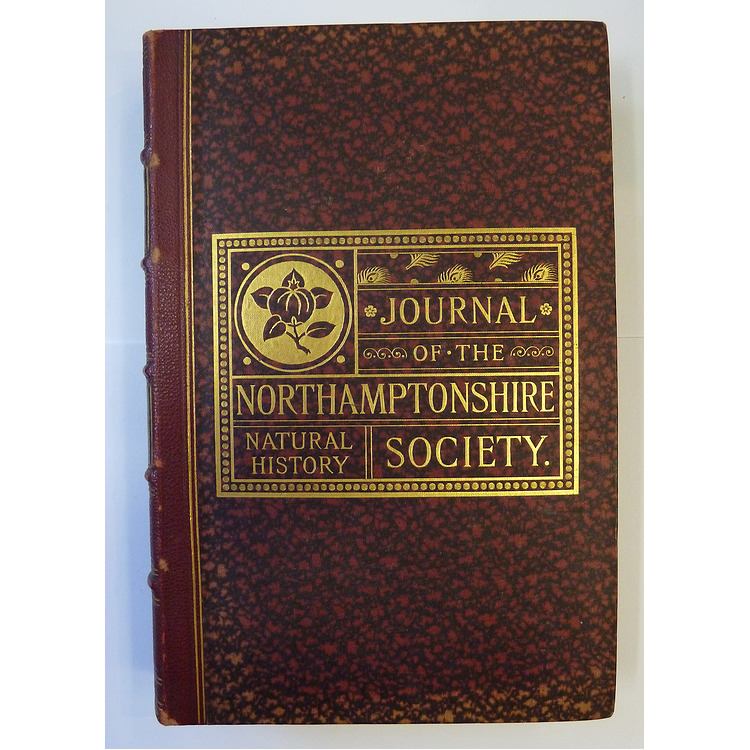 JOURNAL
OF · THE
NORTHAMPTONSHIRE
NATURAL
HISTORY
SOCIETY.